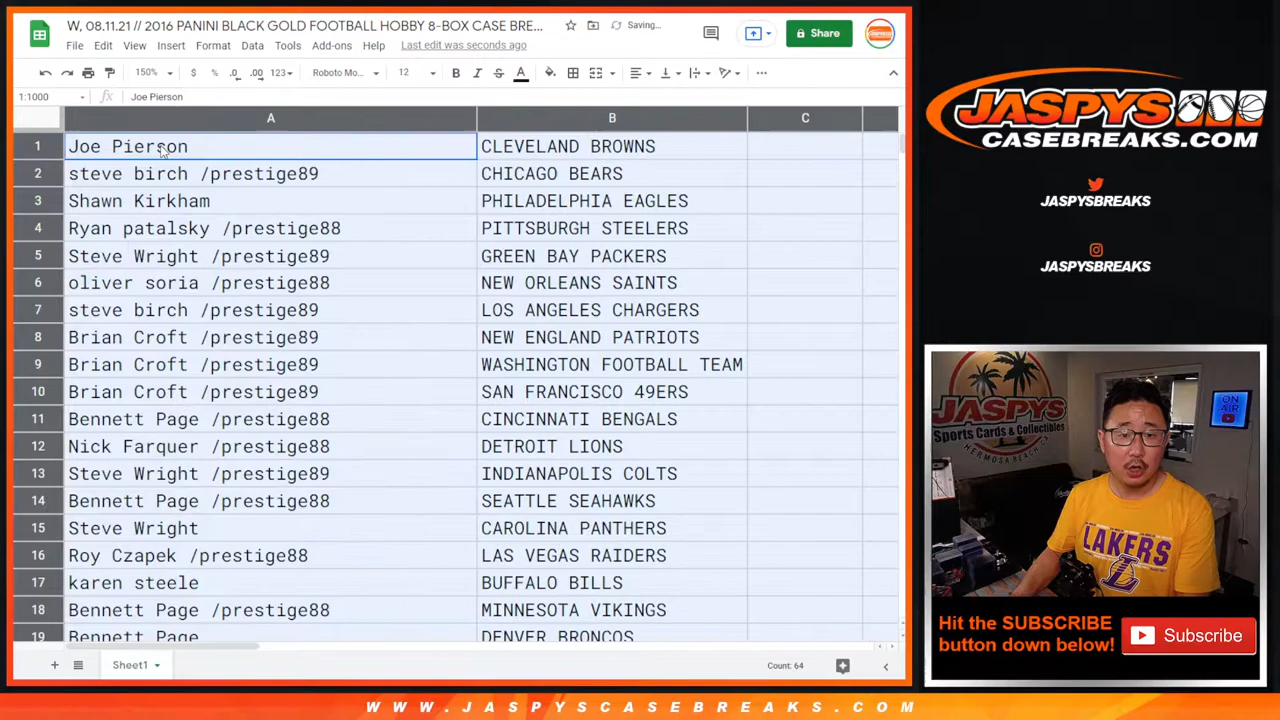 W, 08.11.21 // 2016 PANINI BLACK GOLD FOOTBALL HOBBY 8-BOX CASE BRE...
Saving...
File Edit View Insert Format Data Tools Add-ons Help Last edit was seconds ago
Share
150% $ % .0 .00 123 Roboto Mo... 12 B I S A
1:1000 fx Joe Pierson
A B C
1 Joe Pierson CLEVELAND BROWNS
2 steve birch /prestige89 CHICAGO BEARS
3 Shawn Kirkham PHILADELPHIA EAGLES
4 Ryan patalsky /prestige88 PITTSBURGH STEELERS
5 Steve Wright /prestige89 GREEN BAY PACKERS
6 oliver soria /prestige88 NEW ORLEANS SAINTS
7 steve birch /prestige89 LOS ANGELES CHARGERS
8 Brian Croft /prestige89 NEW ENGLAND PATRIOTS
9 Brian Croft /prestige89 WASHINGTON FOOTBALL TEAM
10 Brian Croft /prestige89 SAN FRANCISCO 49ERS
11 Bennett Page /prestige88 CINCINNATI BENGALS
12 Nick Farquer /prestige88 DETROIT LIONS
13 Steve Wright /prestige89 INDIANAPOLIS COLTS
14 Bennett Page /prestige88 SEATTLE SEAHAWKS
15 Steve Wright CAROLINA PANTHERS
16 Roy Czapek /prestige88 LAS VEGAS RAIDERS
17 karen steele BUFFALO BILLS
18 Bennett Page /prestige88 MINNESOTA VIKINGS
19 Bennett Page DENVER BRONCOS
Sheet1
Count: 64
JASPYS
CASEBREAKS.COM
JASPYSBREAKS
JASPYSBREAKS
JASPYS
Sports Cards & Collectibles
HERMOSA BEACH, CA
ON AIR
LAKERS
L
Hit the SUBSCRIBE
button down below!
Subscribe
WWW.JASPYSCASEBREAKS.COM